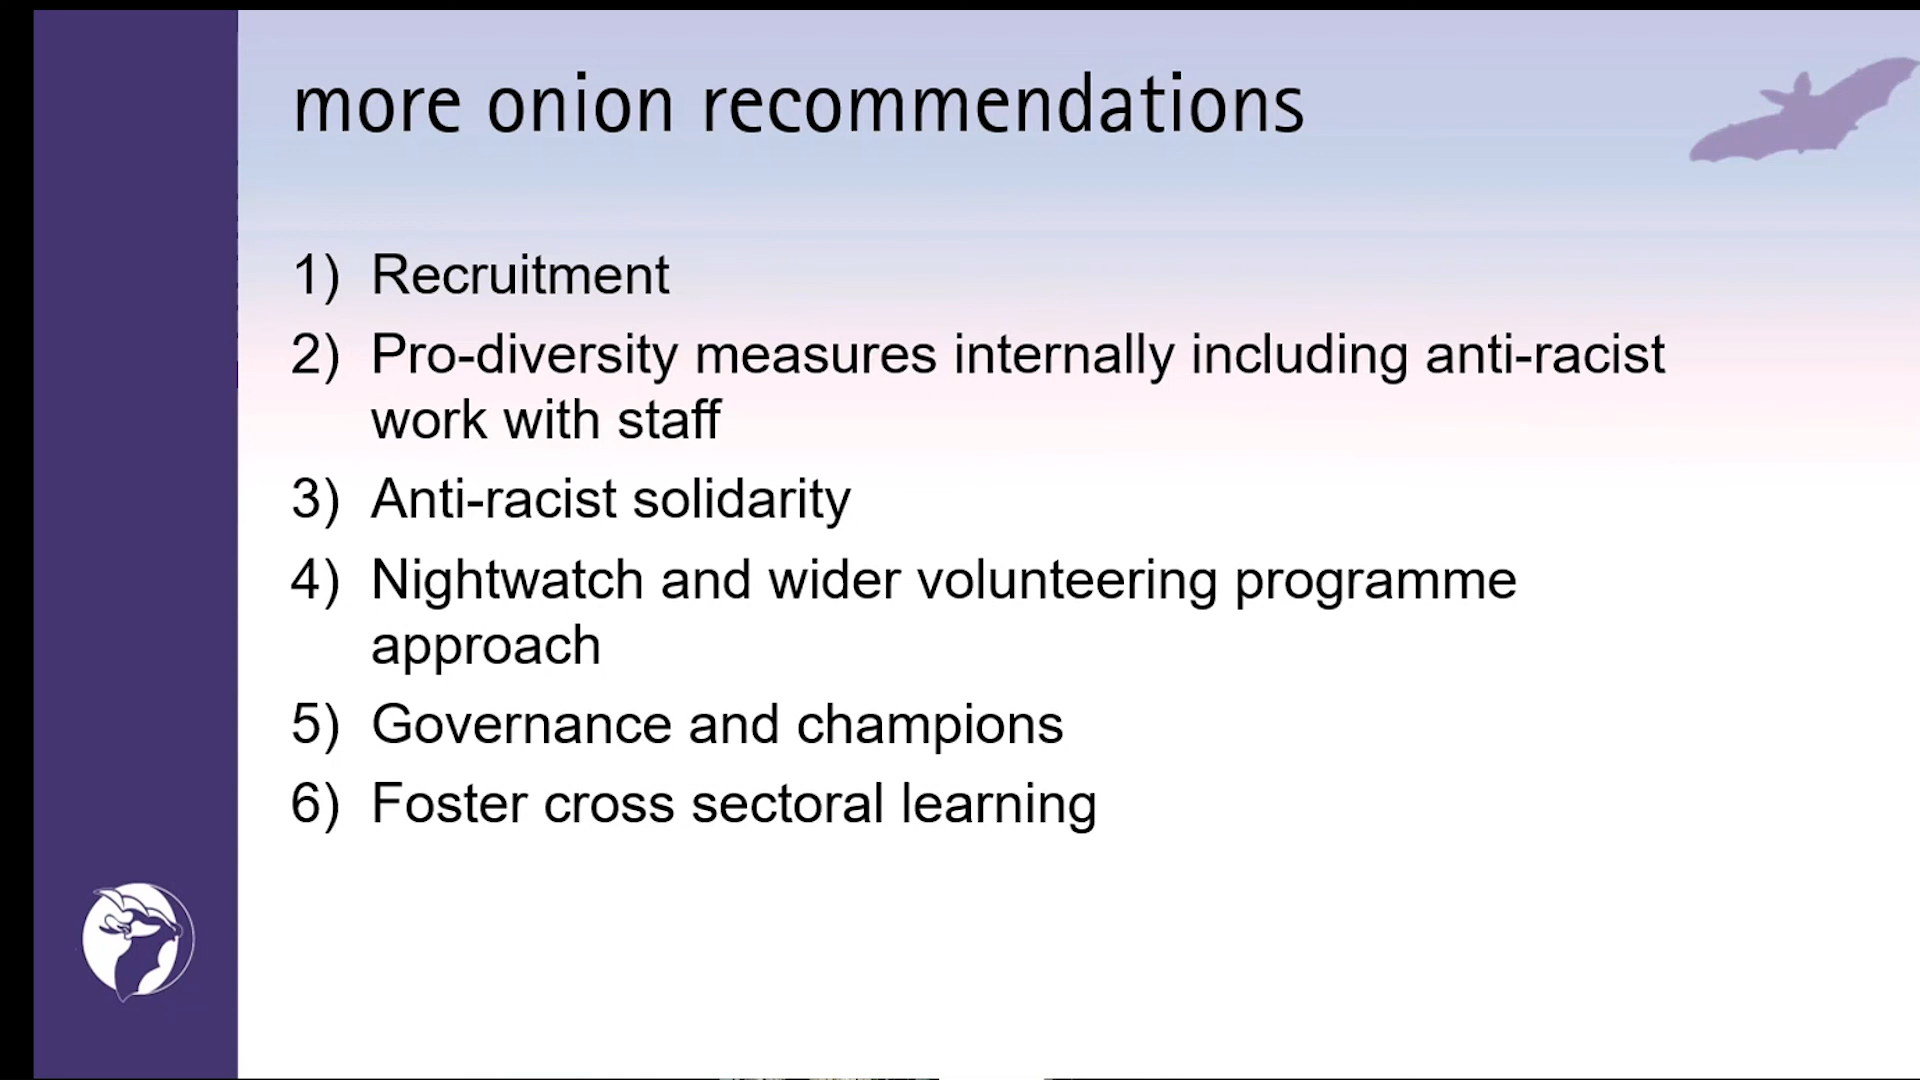 more onion recommendations
1) Recruitment
2) Pro-diversity measures internally including anti-racist
work with staff
3) Anti-racist solidarity
4) Nightwatch and wider volunteering programme
approach
5) Governance and champions
6) Foster cross sectoral learning